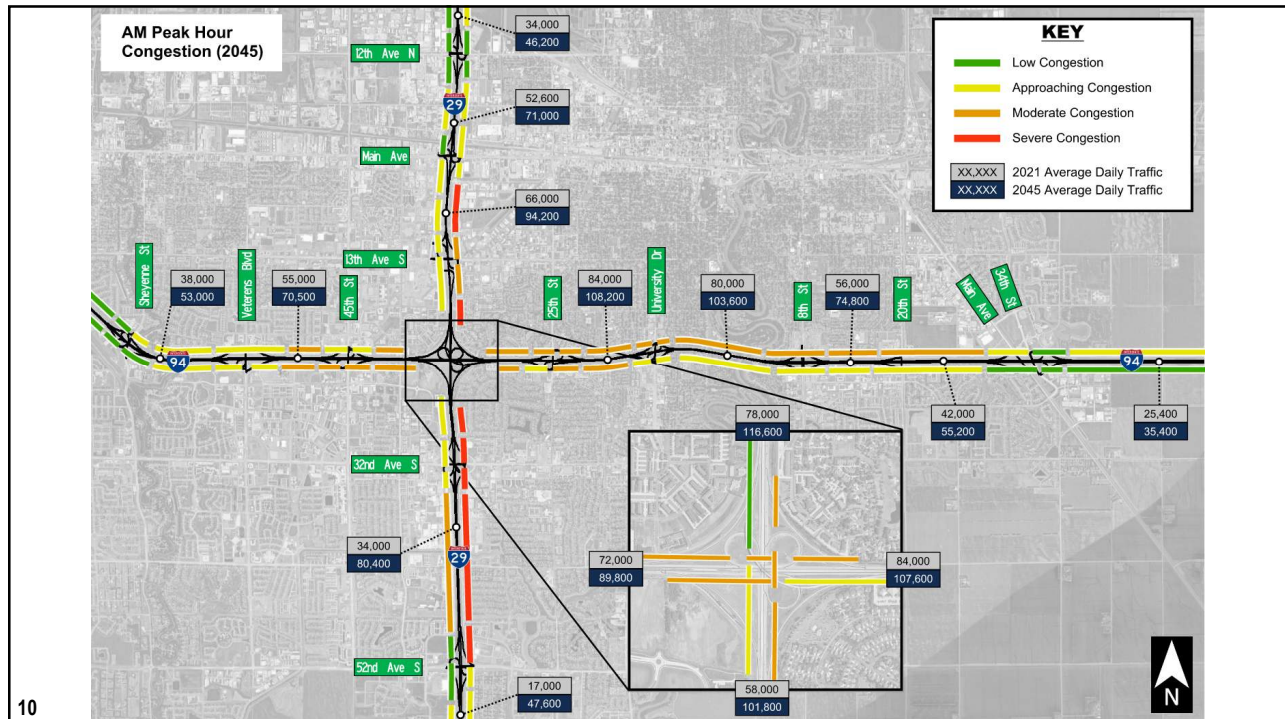 AM Peak Hour
Congestion (2045)
KEY
Low Congestion
Approaching Congestion
Moderate Congestion
Severe Congestion
XX,XXX 2021 Average Daily Traffic
XX,XXX 2045 Average Daily Traffic
34,000
46,200
12th Ave N
29
52,600
71,000
Main Ave
66,000
94,200
13th Ave S
Sheyenne St
38,000
53,000
Veterens Blvd
55,000
70,500
45th St
25th St
84,000
108,200
University Dr
80,000
103,600
8th St
56,000
74,800
20th St
Main Ave
34th St
94
94
42,000
55,200
25,400
35,400
32nd Ave S
34,000
80,400
29
52nd Ave S
17,000
47,600
78,000
116,600
72,000
89,800
84,000
107,600
58,000
101,800
N
10